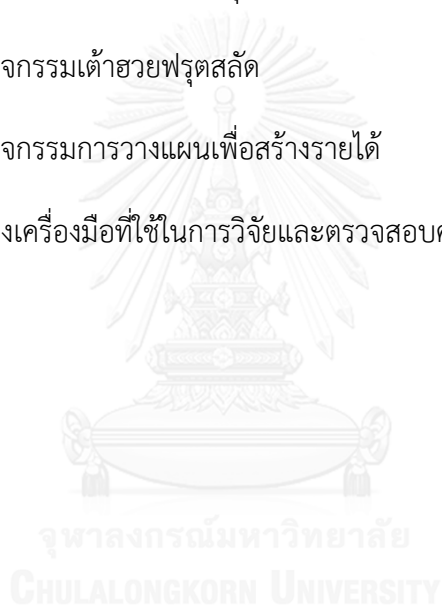 จกรรมเต้าฮวยฟรุตสลัด
จกรรมการวางแผนเพื่อสร้างรายได้
งเครื่องมือที่ใช้ในการวิจัยและตรวจสอบ
จุฬาลงกรณ์มหาวิทยาลัย
CHULALONGKORN UNIVERSITY